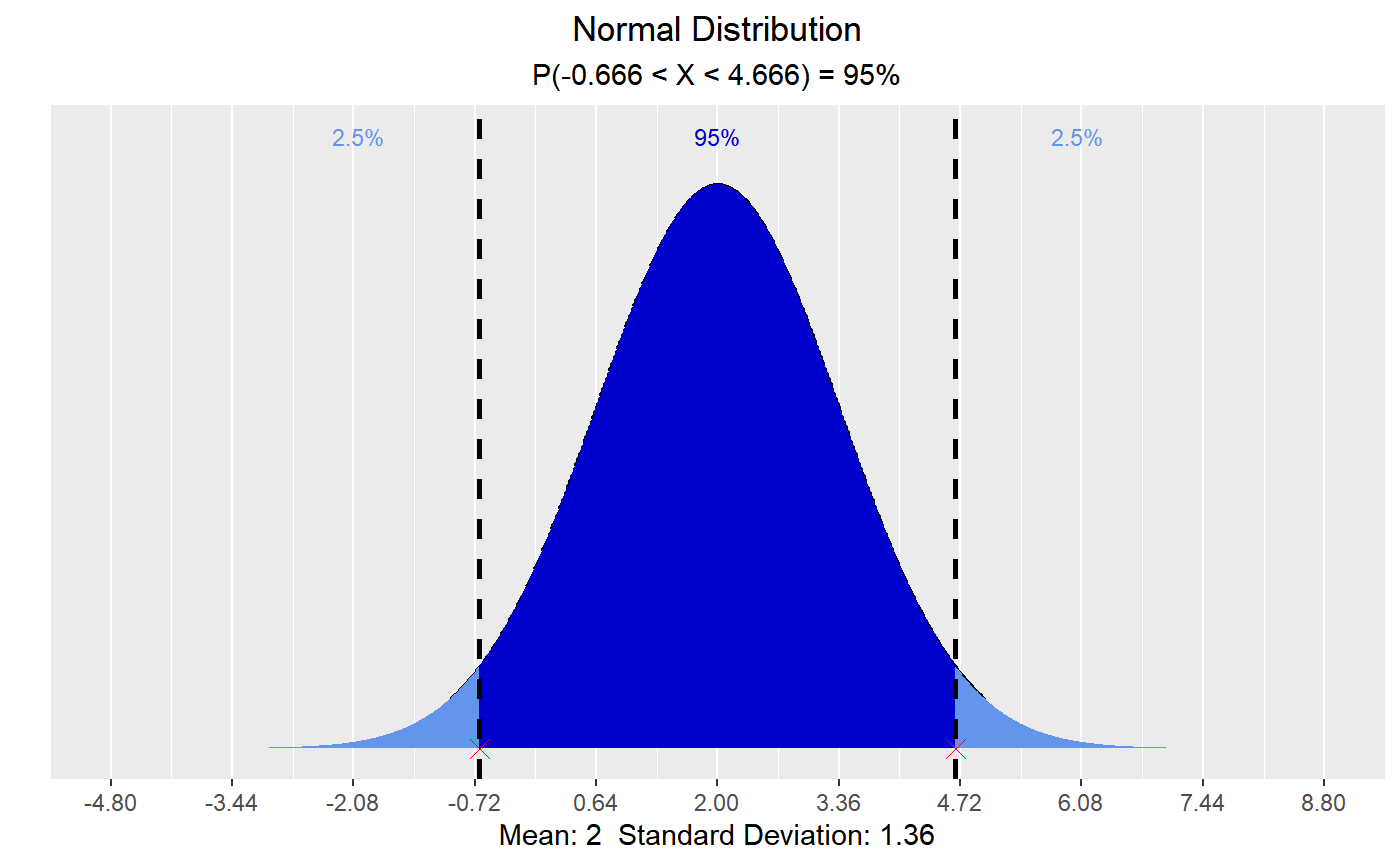 Normal Distribution
P(-0.666 < X < 4.666) = 95%
2.5% 95% 2.5%
-4.80 -3.44 -2.08 -0.72 0.64 2.00 3.36 4.72 6.08 7.44 8.80
Mean: 2  Standard Deviation: 1.36